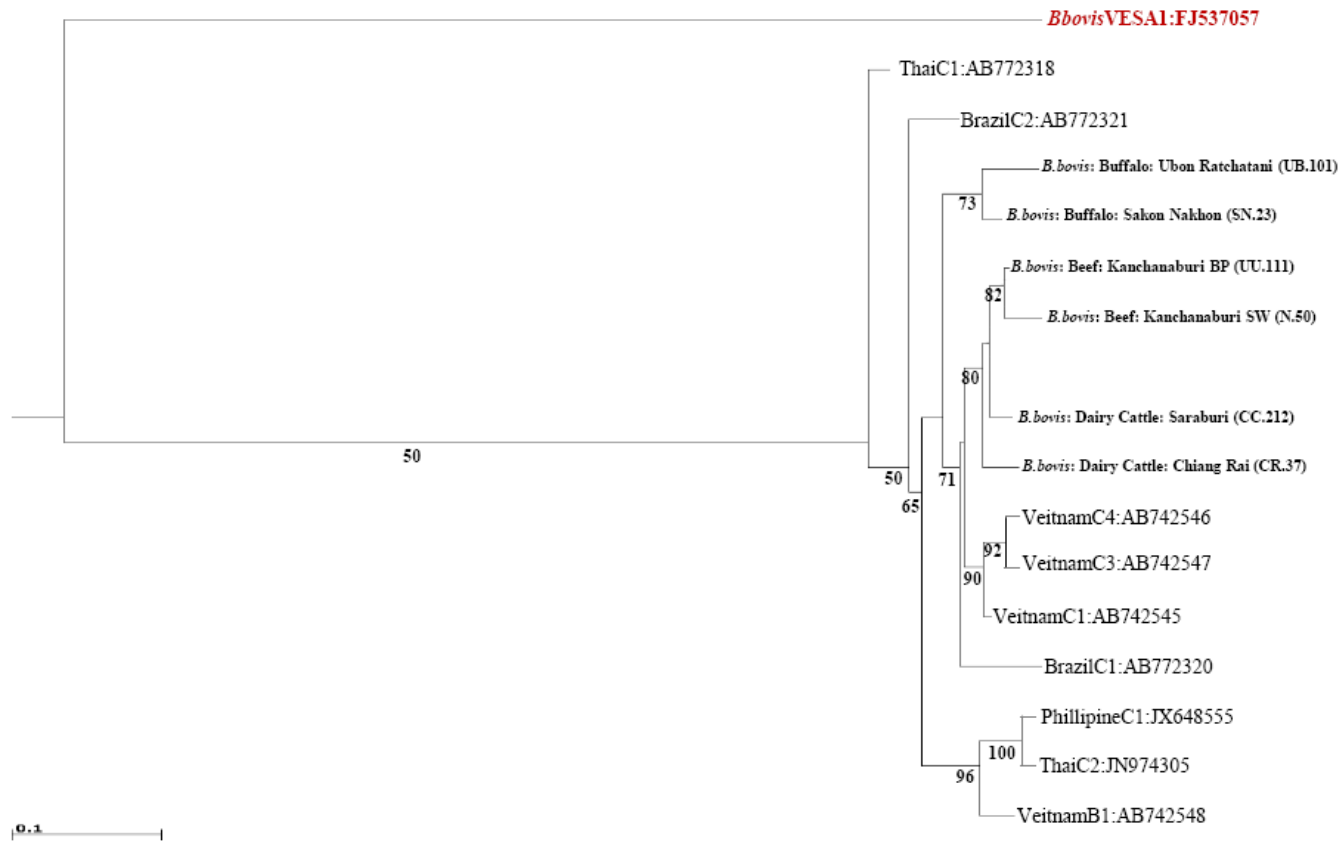 BbovisVESA1:FJ537057
ThaiC1:AB772318
BrazilC2:AB772321
B.bovis: Buffalo: Ubon Ratchatani (UB.101)
73
B.bovis: Buffalo: Sakon Nakhon (SN.23)
B.bovis: Beef: Kanchanaburi BP (UU.111)
82
B.bovis: Beef: Kanchanaburi SW (N.50)
80
B.bovis: Dairy Cattle: Saraburi (CC.212)
50
B.bovis: Dairy Cattle: Chiang Rai (CR.37)
50
71
65
VeitnamC4:AB742546
92
VeitnamC3:AB742547
90
VeitnamC1:AB742545
BrazilC1:AB772320
PhillipineC1:JX648555
100
ThaiC2:JN974305
96
VeitnamB1:AB742548
0.1